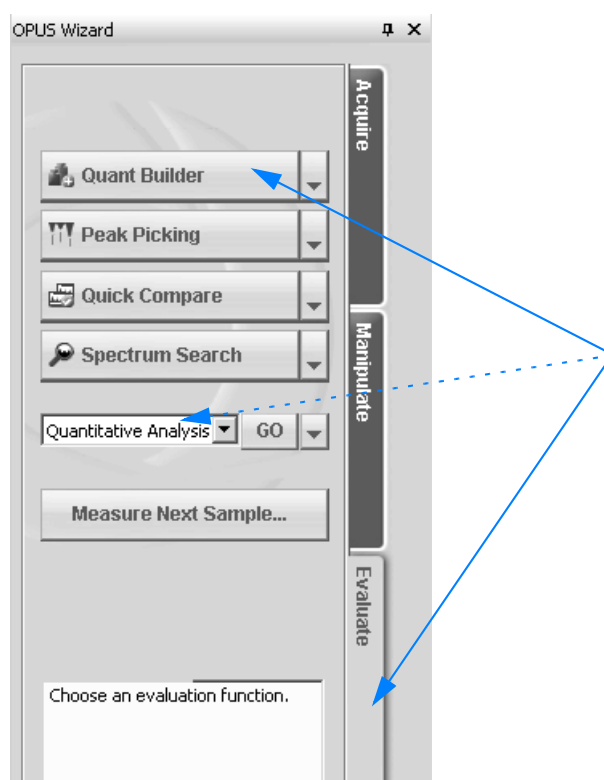 OPUS Wizard
Acquire
Quant Builder
Peak Picking
Quick Compare
Spectrum Search
Manipulate
Quantitative Analysis GO
Measure Next Sample...
Evaluate
Choose an evaluation function.